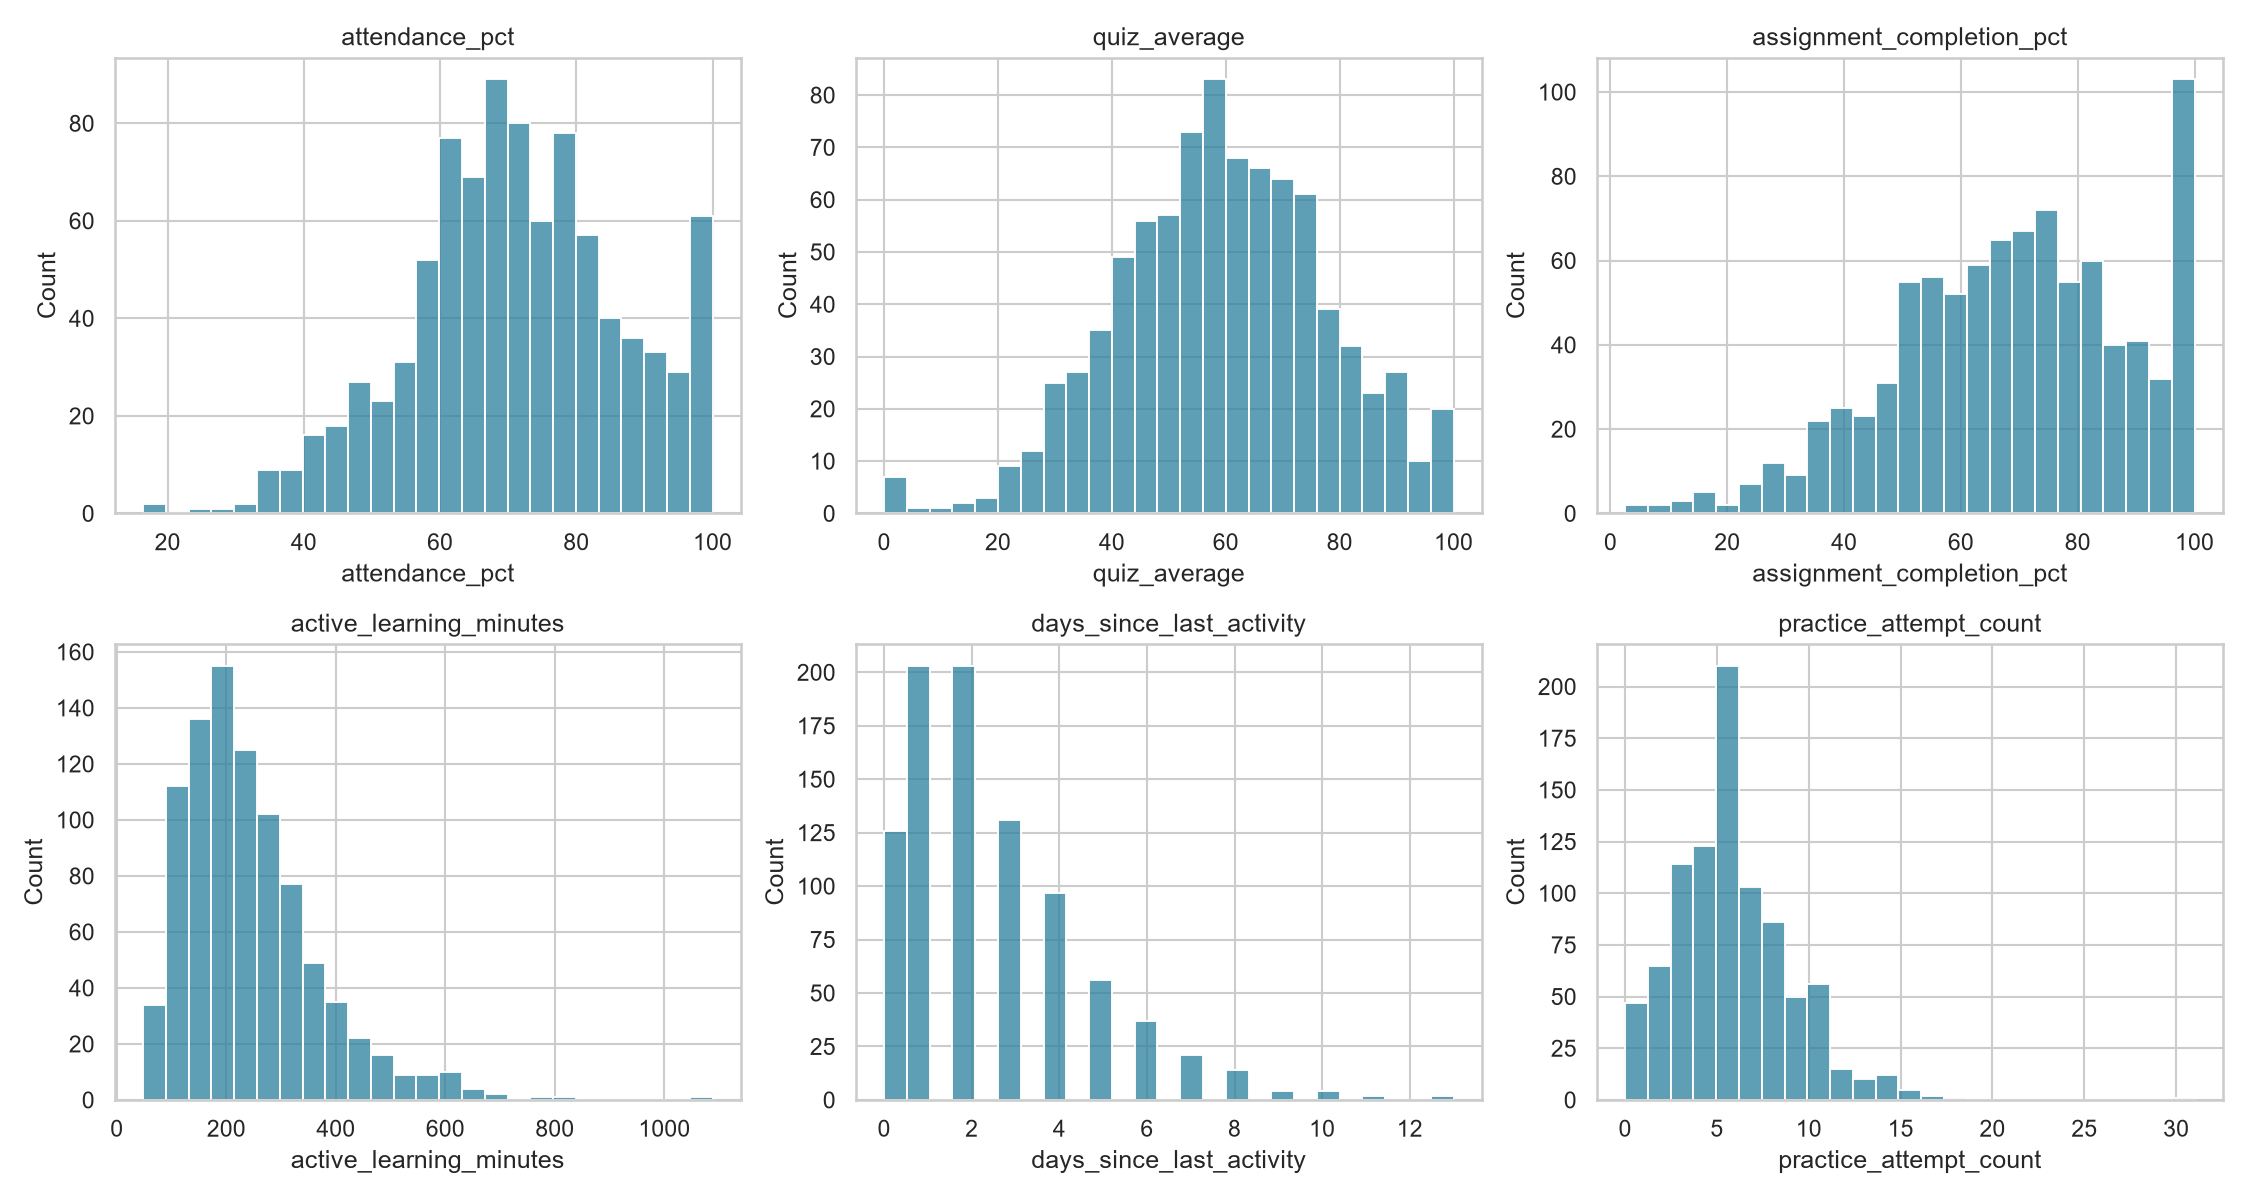 attendance_pct
80
60
40
20
0
Count
20 40 60 80 100
attendance_pct
quiz_average
80
70
60
50
40
30
20
10
0
Count
0 20 40 60 80 100
quiz_average
assignment_completion_pct
100
80
60
40
20
0
Count
0 20 40 60 80 100
assignment_completion_pct
active_learning_minutes
160
140
120
100
80
60
40
20
0
Count
0 200 400 600 800 1000
active_learning_minutes
days_since_last_activity
200
175
150
125
100
75
50
25
0
Count
0 2 4 6 8 10 12
days_since_last_activity
practice_attempt_count
200
175
150
125
100
75
50
25
0
Count
0 5 10 15 20 25 30
practice_attempt_count